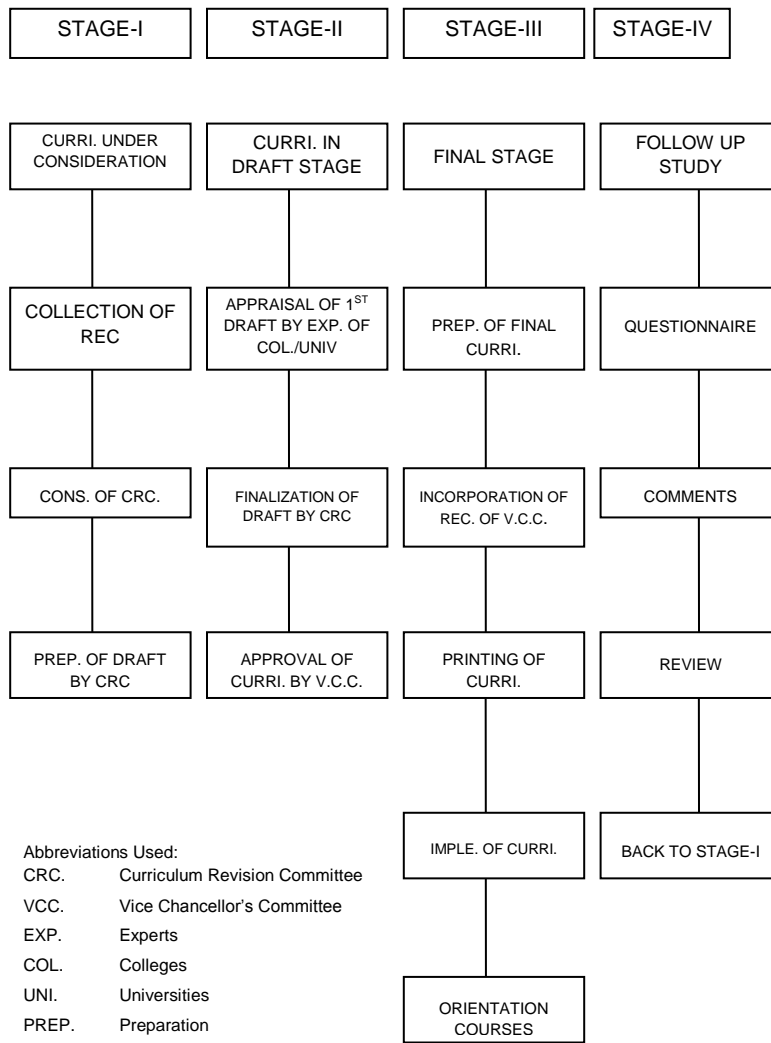 STAGE-I
STAGE-II
STAGE-III
STAGE-IV
CURRI. UNDER
CONSIDERATION
COLLECTION OF
REC
CONS. OF CRC.
PREP. OF DRAFT
BY CRC
CURRI. IN
DRAFT STAGE
APPRAISAL OF 1ST
DRAFT BY EXP. OF
COL./UNIV
FINALIZATION OF
DRAFT BY CRC
APPROVAL OF
CURRI. BY V.C.C.
FINAL STAGE
PREP. OF FINAL
CURRI.
INCORPORATION OF
REC. OF V.C.C.
PRINTING OF
CURRI.
IMPLE. OF CURRI.
ORIENTATION
COURSES
FOLLOW UP
STUDY
QUESTIONNAIRE
COMMENTS
REVIEW
BACK TO STAGE-I
Abbreviations Used:
CRC. Curriculum Revision Committee
VCC. Vice Chancellor's Committee
EXP. Experts
COL. Colleges
UNI. Universities
PREP. Preparation